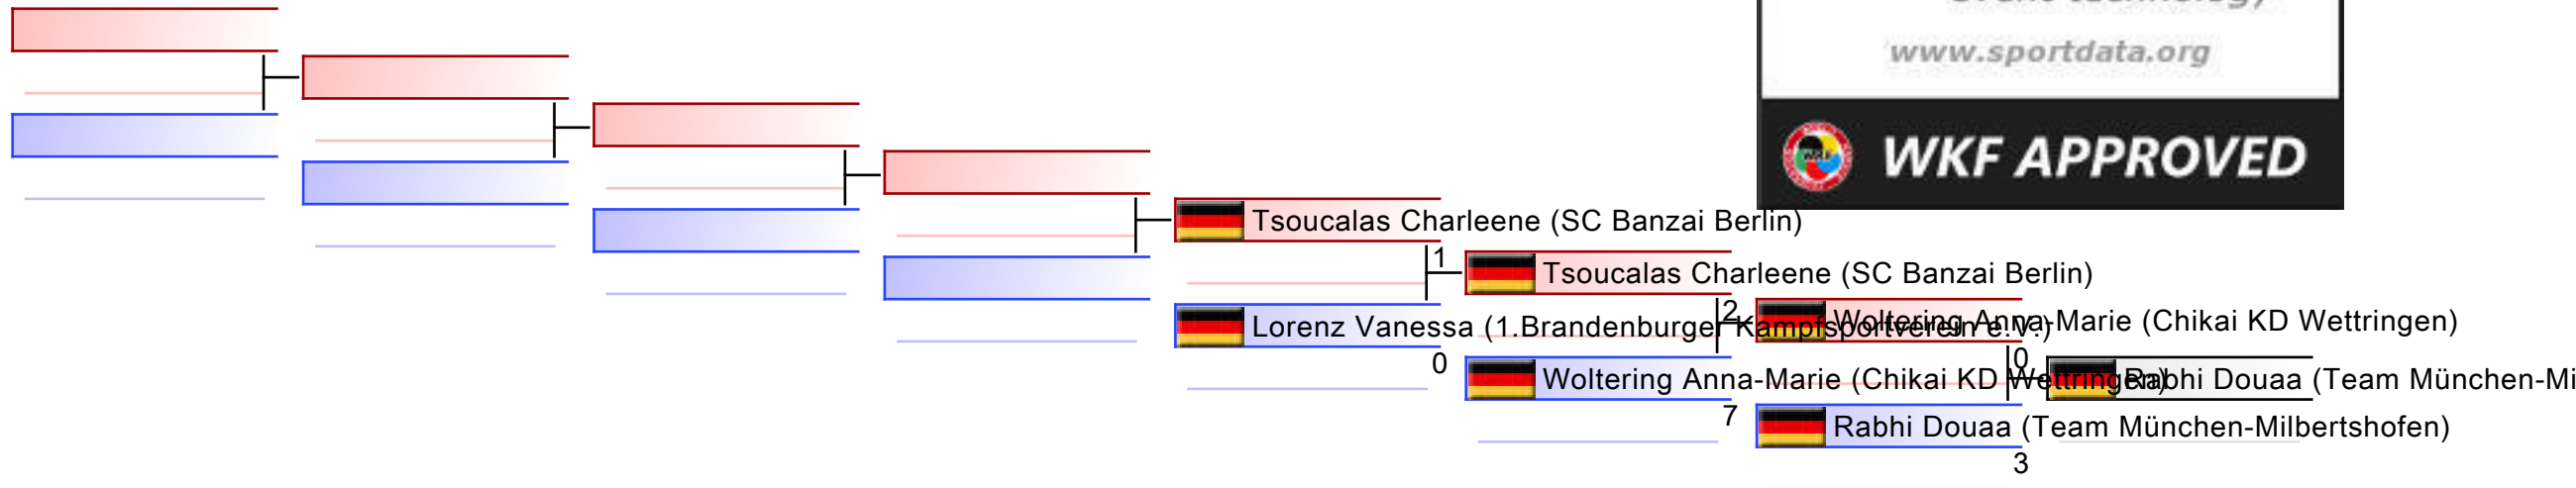 www.sportdata.org
WKF APPROVED
Tsoucalas Charleene (SC Banzai Berlin)
1
Tsoucalas Charleene (SC Banzai Berlin)
2
Woltering Anna-Marie (Chikai KD Wettringen)
Lorenz Vanessa (1.Brandenburger Kampfsportverein e.V.)
0
0
Woltering Anna-Marie (Chikai KD Wettringen)
Rabhi Douaa (Team München-Mi
7
Rabhi Douaa (Team München-Milbertshofen)
3